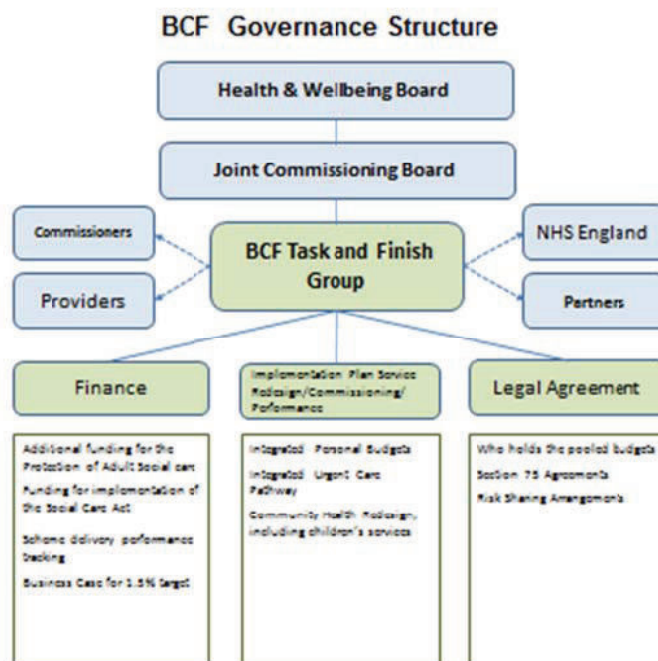 BCF Governance Structure
Health & Wellbeing Board
Joint Commissioning Board
Commissioners
BCF Task and Finish
Group
NHS England
Providers
Partners
Finance
Implementation Plan Service
Redesign/Commissioning/
Performance
Legal Agreement
Additional funding for the
Protection of Adult Social care
Funding for implementation of
the Social Care Act
Scheme delivery performance
tracking
Business Case for 1.5% target
Integrated Personal Budgets
Integrated Urgent Care
Pathway
Community Health Redesign,
including children's services
Who holds the pooled budgets
Section 75 Agreements
Risk Sharing Arrangements